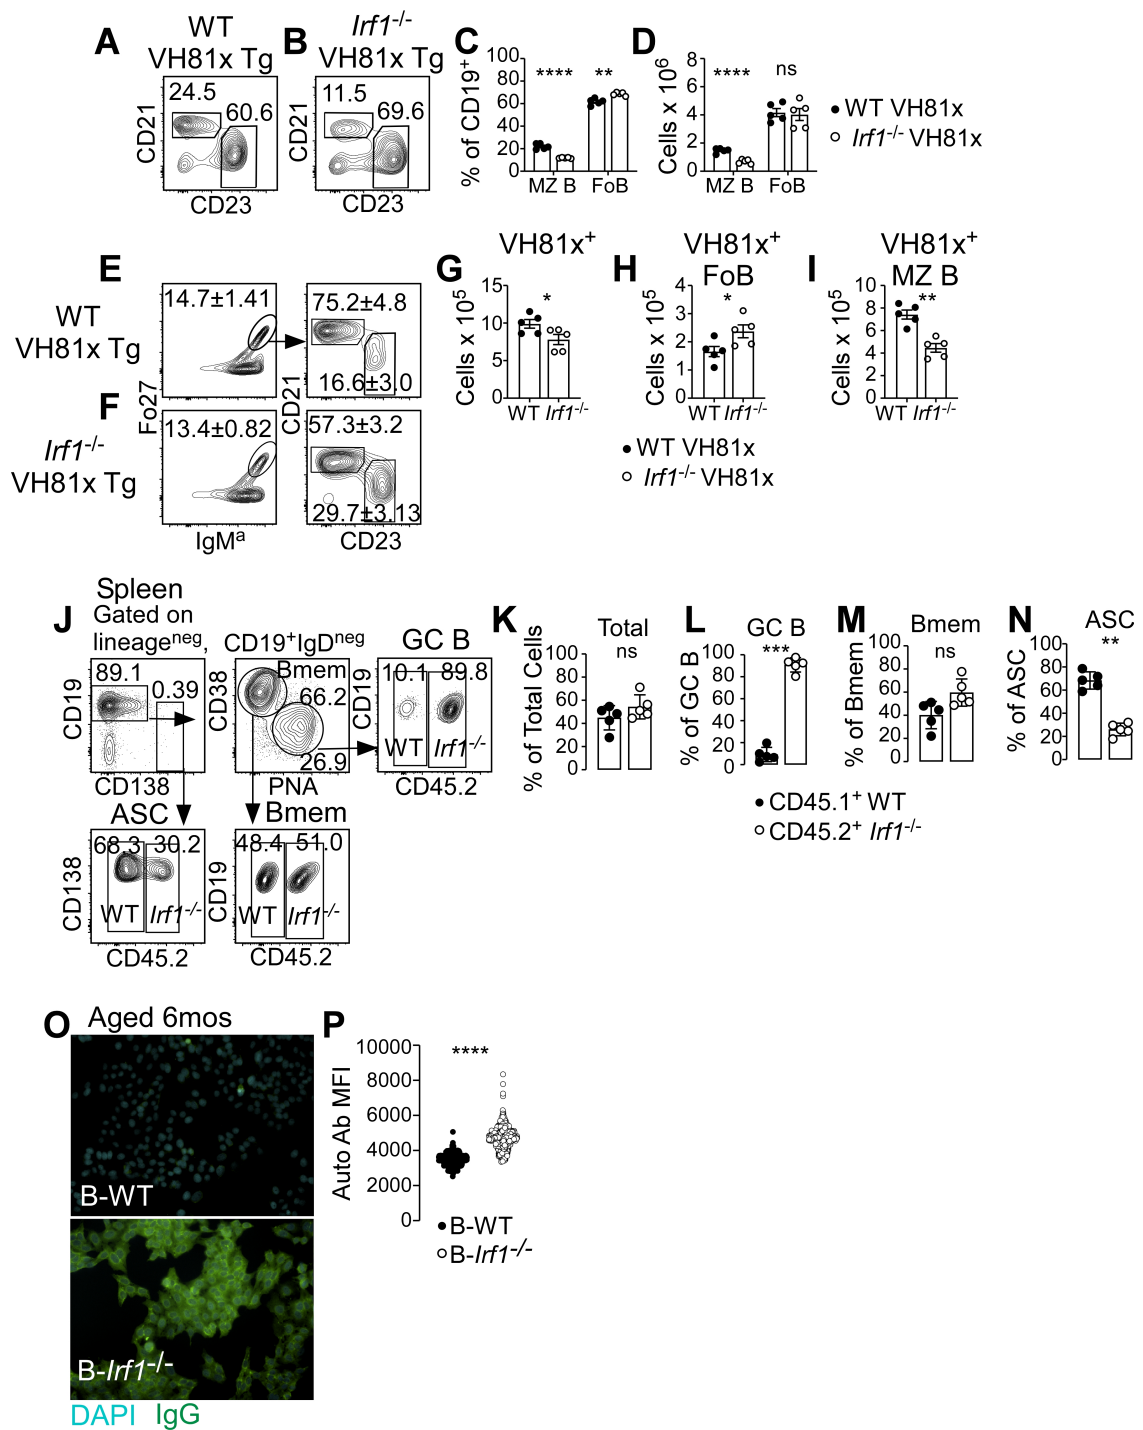 A
WT
VH81x Tg
24.5
60.6
CD21
CD23
B
Irf1-/-
VH81x Tg
11.5
69.6
CD21
CD23
C
% of CD19+
100
80
60
40
20
0
****
**
MZ B
FoB
D
Cells x 10⁶
8
6
4
2
0
****
ns
MZ B
FoB
WT VH81x
Irf1-/- VH81x
E
WT
VH81x Tg
14.7±1.41
75.2±4.8
16.6±3.0
F
Irf1-/-
VH81x Tg
Fo27
13.4±0.82
IgMa
CD21
57.3±3.2
29.7±3.13
CD23
G
VH81x+
Cells x 10⁵
15
10
5
0
*
WT Irf1-/-
H
VH81x+
FoB
Cells x 10⁵
4
3
2
1
0
*
WT Irf1-/-
I
VH81x+
MZ B
Cells x 10⁵
10
8
6
4
2
0
**
WT Irf1-/-
WT VH81x
Irf1-/- VH81x
J
Spleen
Gated on
lineageneg,
CD19+IgDneg
GC B
89.1
0.39
CD19
CD138
CD38
Bmem
66.2
26.9
PNA
10.1
89.8
CD19
WT
Irf1-/-
CD45.2
ASC
68.3
30.2
CD138
WT
Irf1-/-
CD45.2
Bmem
48.4
51.0
CD19
WT
Irf1-/-
CD45.2
K
Total
ns
% of Total Cells
100
80
60
40
20
0
L
GC B
***
% of GC B
100
80
60
40
20
0
M
Bmem
ns
% of Bmem
100
80
60
40
20
0
N
ASC
**
% of ASC
100
80
60
40
20
0
CD45.1+ WT
CD45.2+ Irf1-/-
O
Aged 6mos
B-WT
B-Irf1-/-
DAPI IgG
P
Auto Ab MFI
10000
8000
6000
4000
2000
0
****
B-WT
B-Irf1-/-